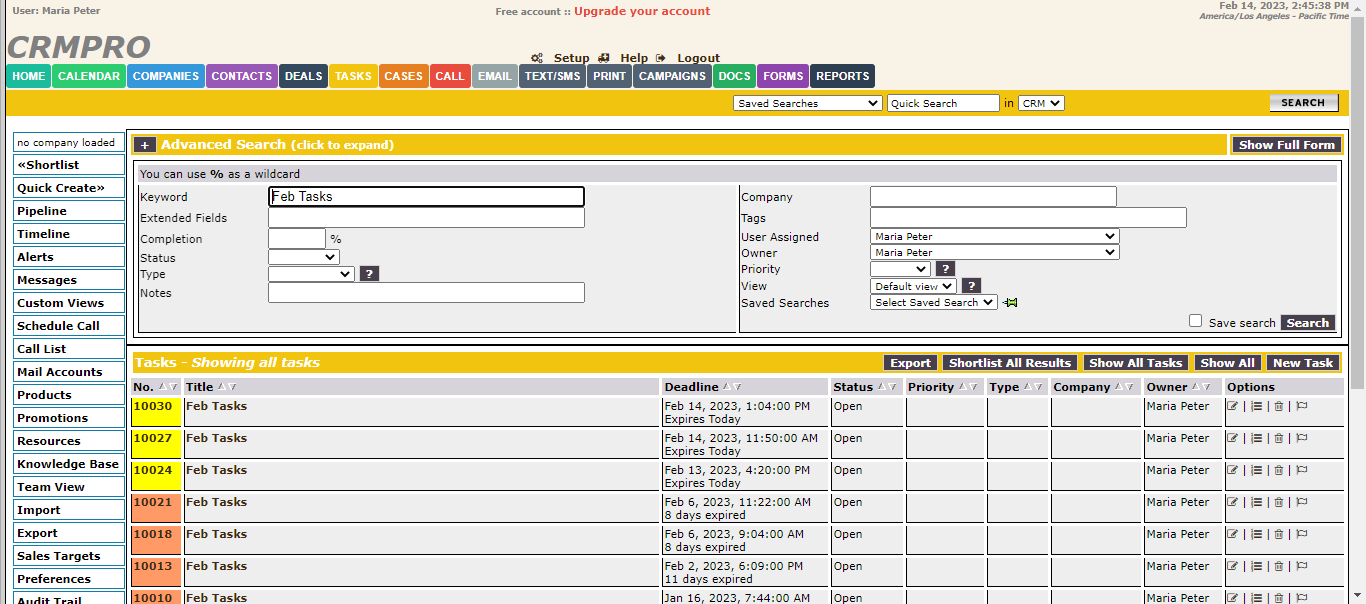 User: Maria Peter
Free account :: Upgrade your account
Feb 14, 2023, 2:45:38 PM
America/Los Angeles - Pacific Time
CRMPRO
Setup Help Logout
HOME CALENDAR COMPANIES CONTACTS DEALS TASKS CASES CALL EMAIL TEXT/SMS PRINT CAMPAIGNS DOCS FORMS REPORTS
Saved Searches Quick Search in CRM SEARCH
no company loaded
«Shortlist
Quick Create»
Pipeline
Timeline
Alerts
Messages
Custom Views
Schedule Call
Call List
Mail Accounts
Products
Promotions
Resources
Knowledge Base
Team View
Import
Export
Sales Targets
Preferences
Audit Trail
+ Advanced Search (click to expand) Show Full Form
You can use % as a wildcard
Keyword Feb Tasks
Extended Fields
Completion %
Status
Type ?
Notes
Company
Tags
User Assigned Maria Peter
Owner Maria Peter
Priority ?
View Default view ?
Saved Searches Select Saved Search
Save search Search
Tasks - Showing all tasks Export Shortlist All Results Show All Tasks Show All New Task
No. Title Deadline Status Priority Type Company Owner Options
10030 Feb Tasks Feb 14, 2023, 1:04:00 PM Open Maria Peter
Expires Today
10027 Feb Tasks Feb 14, 2023, 11:50:00 AM Open Maria Peter
Expires Today
10024 Feb Tasks Feb 13, 2023, 4:20:00 PM Open Maria Peter
Expires Today
10021 Feb Tasks Feb 6, 2023, 11:22:00 AM Open Maria Peter
8 days expired
10018 Feb Tasks Feb 6, 2023, 9:04:00 AM Open Maria Peter
8 days expired
10013 Feb Tasks Feb 2, 2023, 6:09:00 PM Open Maria Peter
11 days expired
10010 Feb Tasks Jan 16, 2023, 7:44:00 AM Open Maria Peter